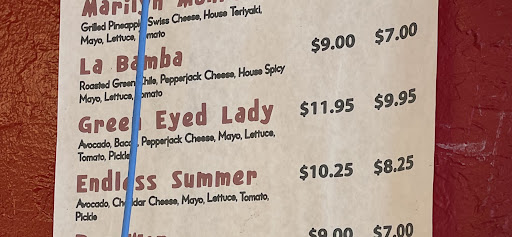 Marilyn
Grilled Pineapple, Swiss Cheese, House Teriyaki,
Mayo, Lettuce, Tomato
La Bamba $9.00 $7.00
Roasted Green Chile, Pepperjack Cheese, House Spicy
Mayo, Lettuce, Tomato
Green Eyed Lady $11.95 $9.95
Avocado, Bacon, Pepperjack Cheese, Mayo, Lettuce,
Tomato, Pickle
Endless Summer $10.25 $8.25
Avocado, Cheddar Cheese, Mayo, Lettuce, Tomato,
Pickle
$9.00 $7.00